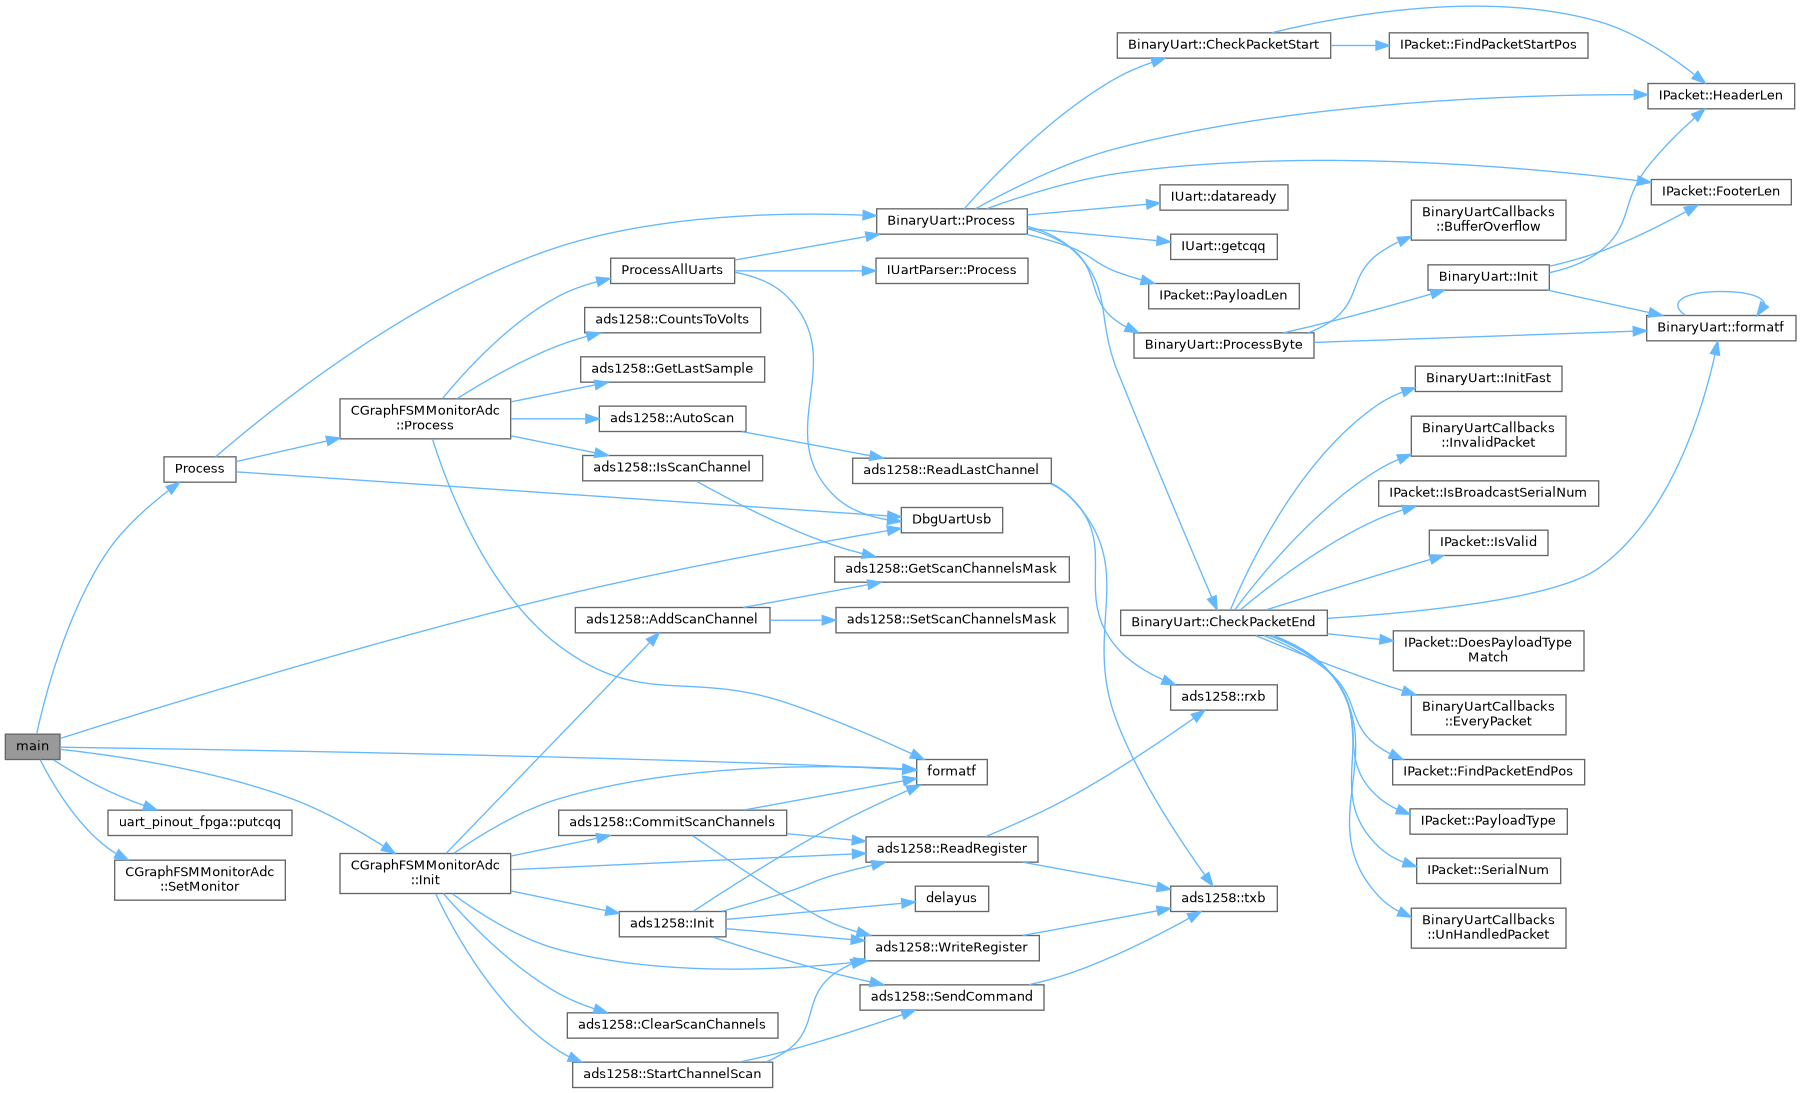 BinaryUart::CheckPacketStart
IPacket::FindPacketStartPos
IPacket::HeaderLen
IPacket::FooterLen
IUart::dataready
BinaryUart::Process
BinaryUartCallbacks
::BufferOverflow
IUart::getcqq
ProcessAllUarts
IUartParser::Process
BinaryUart::Init
IPacket::PayloadLen
ads1258::CountsToVolts
BinaryUart::formatf
BinaryUart::ProcessByte
ads1258::GetLastSample
BinaryUart::InitFast
CGraphFSMMonitorAdc
::Process
ads1258::AutoScan
BinaryUartCallbacks
::InvalidPacket
Process
ads1258::IsScanChannel
ads1258::ReadLastChannel
IPacket::IsBroadcastSerialNum
DbgUartUsb
IPacket::IsValid
ads1258::GetScanChannelsMask
ads1258::AddScanChannel
ads1258::SetScanChannelsMask
BinaryUart::CheckPacketEnd
IPacket::DoesPayloadType
Match
ads1258::rxb
BinaryUartCallbacks
::EveryPacket
main
formatf
IPacket::FindPacketEndPos
uart_pinout_fpga::putcqq
ads1258::CommitScanChannels
IPacket::PayloadType
ads1258::ReadRegister
CGraphFSMMonitorAdc
::SetMonitor
CGraphFSMMonitorAdc
::Init
IPacket::SerialNum
delayus
ads1258::txb
ads1258::Init
BinaryUartCallbacks
::UnHandledPacket
ads1258::WriteRegister
ads1258::SendCommand
ads1258::ClearScanChannels
ads1258::StartChannelScan